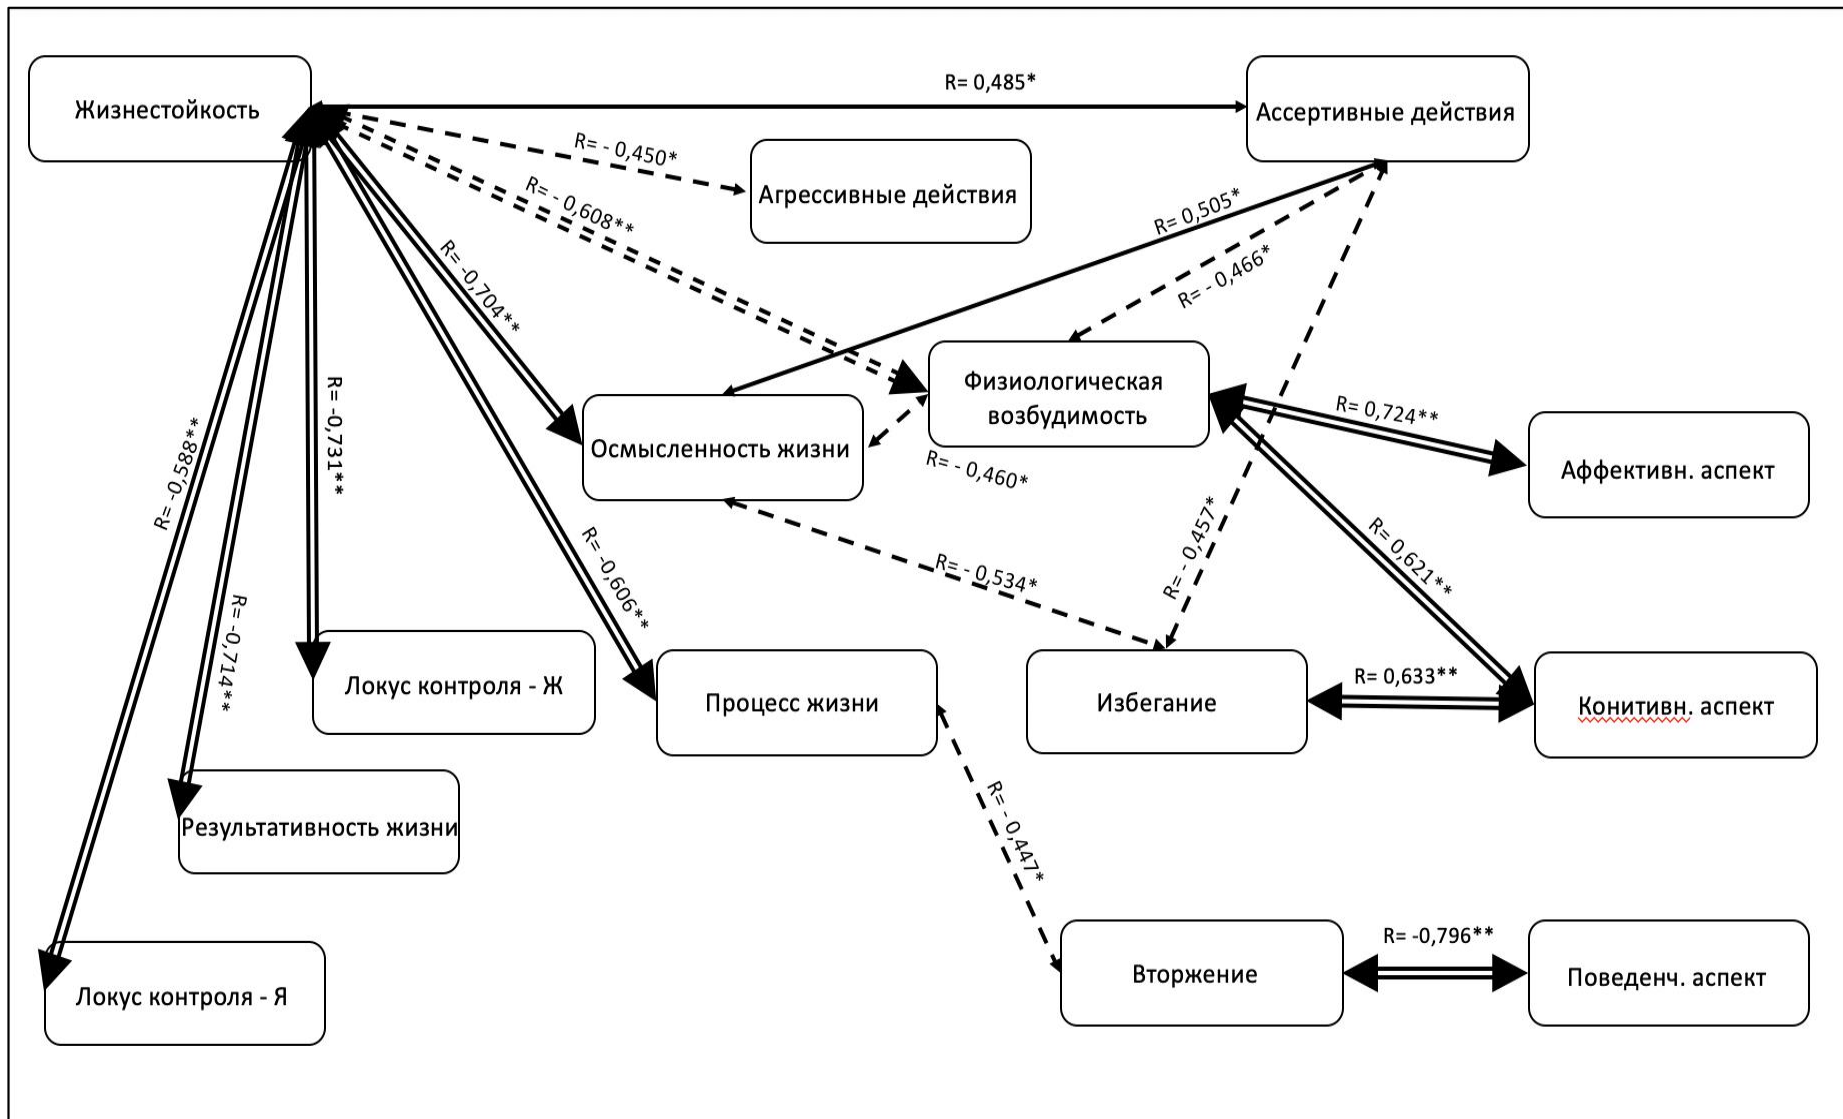 R= 0,485*
Жизнестойкость
Ассертивные действия
R= - 0,450*
Агрессивные действия
R= - 0,608**
R= 0,505*
R= -0,704**
R= - 0,466*
Физиологическая
возбудимость
R= 0,724**
R= -0,731**
Осмысленность жизни
R= - 0,460*
Аффективн. аспект
R= -0,588**
R= - 0,457*
R= 0,621**
R= - 0,534*
R= -0,606**
R= -0,714**
Локус контроля - Ж
Процесс жизни
Избегание
R= 0,633**
Конитивн. аспект
R= - 0,447*
Результативность жизни
R= -0,796**
Вторжение
Поведенч. аспект
Локус контроля - Я